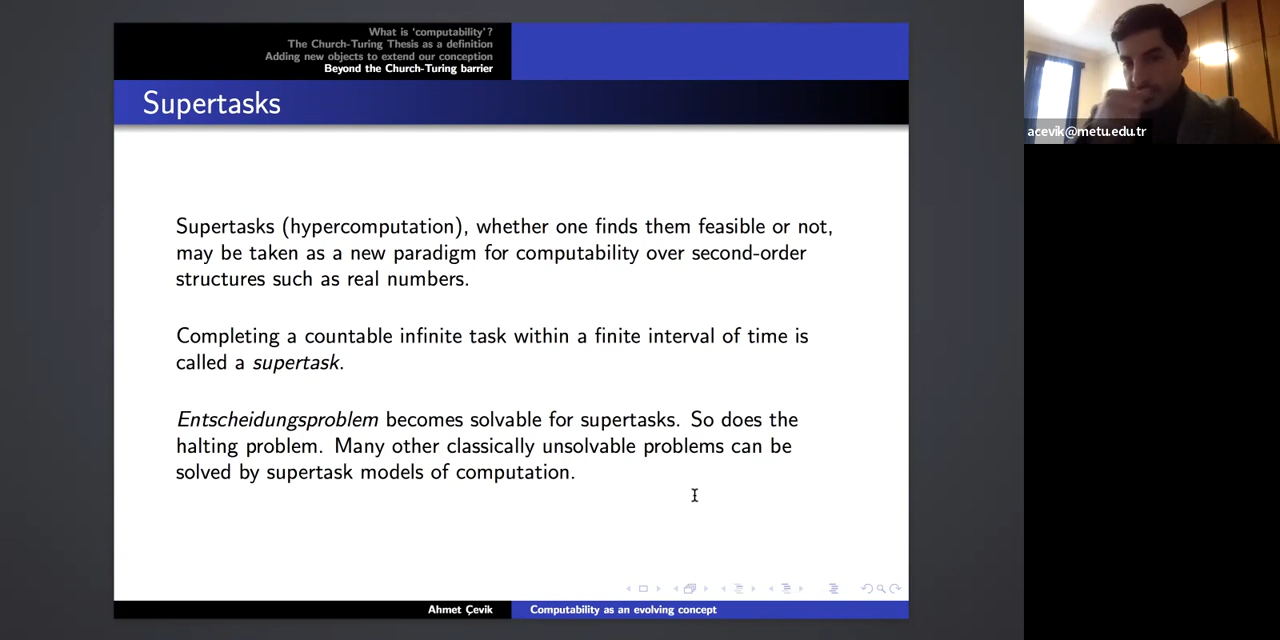 What is ‘computability’?
The Church-Turing Thesis as a definition
Adding new objects to extend our conception
Beyond the Church-Turing barrier
Supertasks
Supertasks (hypercomputation), whether one finds them feasible or not,
may be taken as a new paradigm for computability over second-order
structures such as real numbers.
Completing a countable infinite task within a finite interval of time is
called a supertask.
Entscheidungsproblem becomes solvable for supertasks. So does the
halting problem. Many other classically unsolvable problems can be
solved by supertask models of computation.
Ahmet Çevik
Computability as an evolving concept
acevik@metu.edu.tr